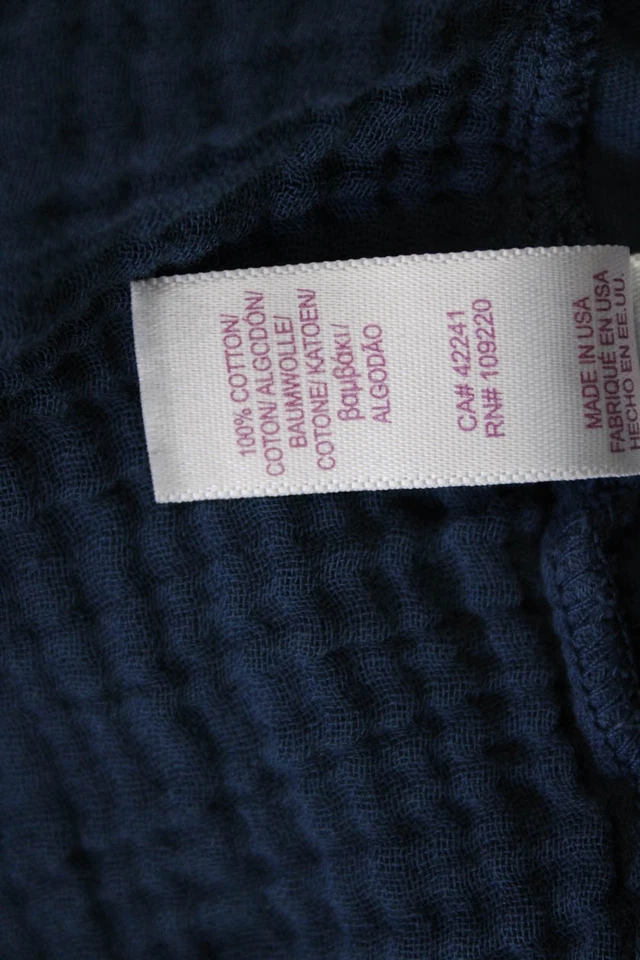 100% COTTON/
COTON/ ALGODÓN/
BAUMWOLLE/
COTONE/ KATOEN/
βαμβάκι/
ALGODÃO
CA# 42241
RN# 109220
MADE IN USA
FABRIQUÉ EN USA
HECHO EN EE.UU.